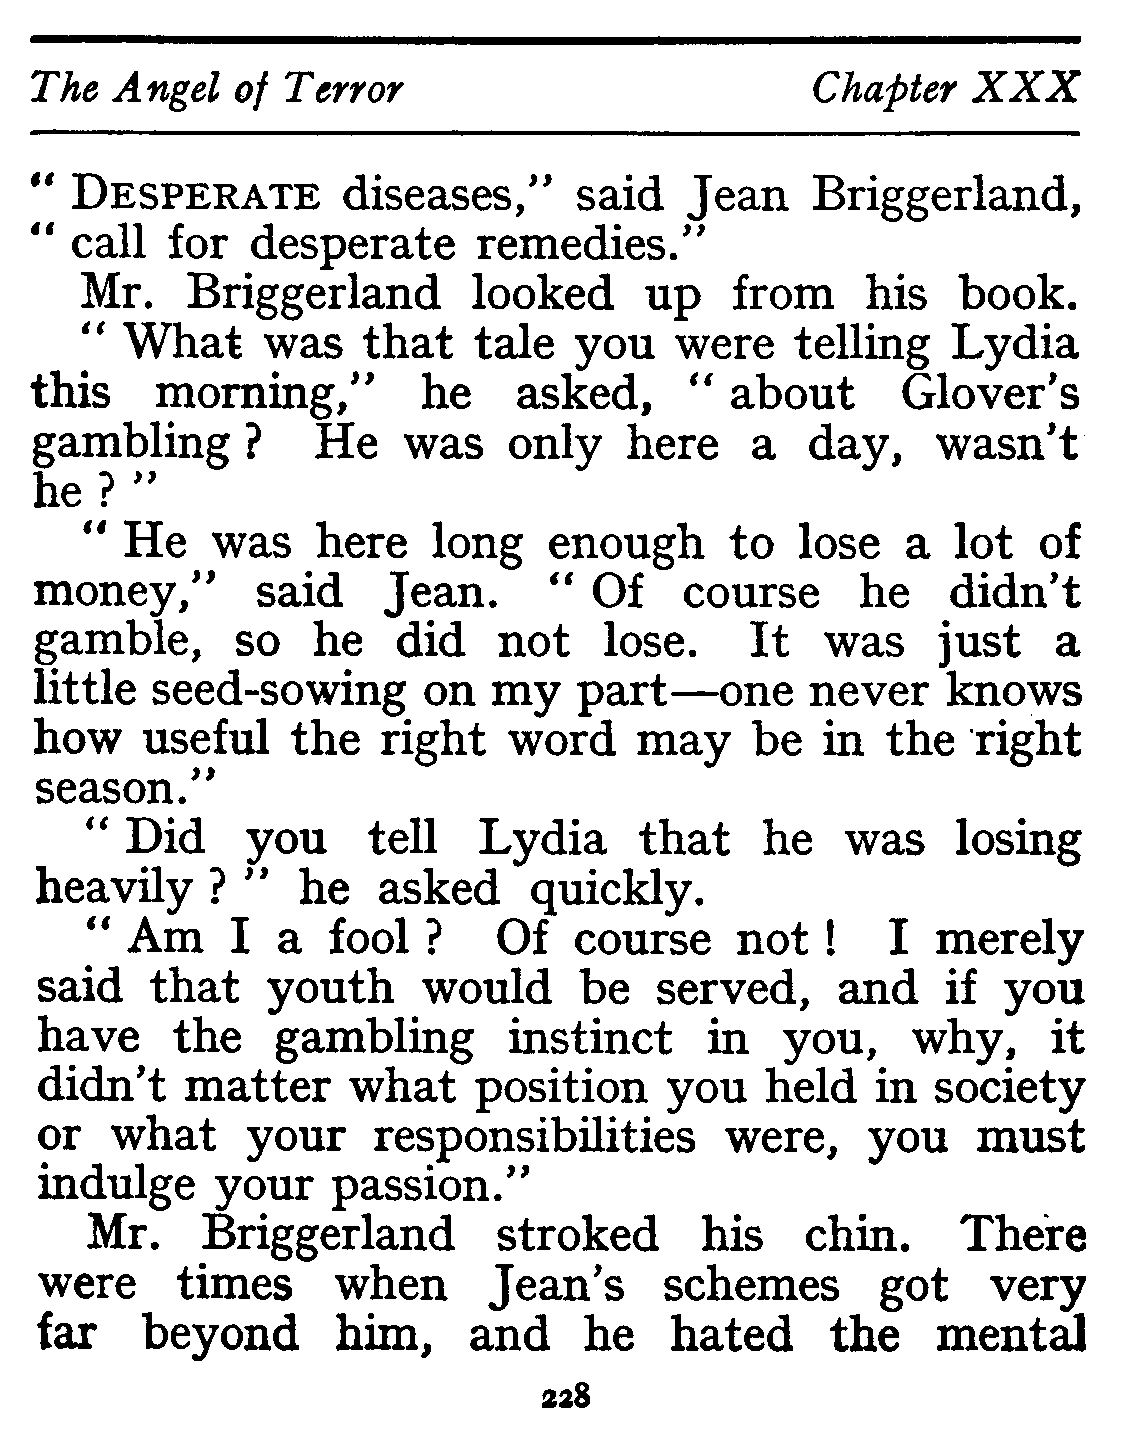 The Angel of Terror Chapter XXX
“ DESPERATE diseases,” said Jean Briggerland,
“ call for desperate remedies.”
Mr. Briggerland looked up from his book.
“ What was that tale you were telling Lydia
this morning,” he asked, “ about Glover’s
gambling ? He was only here a day, wasn’t
he ? ”
“ He was here long enough to lose a lot of
money,” said Jean. “ Of course he didn’t
gamble, so he did not lose. It was just a
little seed-sowing on my part—one never knows
how useful the right word may be in the right
season.”
“ Did you tell Lydia that he was losing
heavily ? ” he asked quickly.
“ Am I a fool ? Of course not ! I merely
said that youth would be served, and if you
have the gambling instinct in you, why, it
didn’t matter what position you held in society
or what your responsibilities were, you must
indulge your passion.”
Mr. Briggerland stroked his chin. There
were times when Jean’s schemes got very
far beyond him, and he hated the mental
228